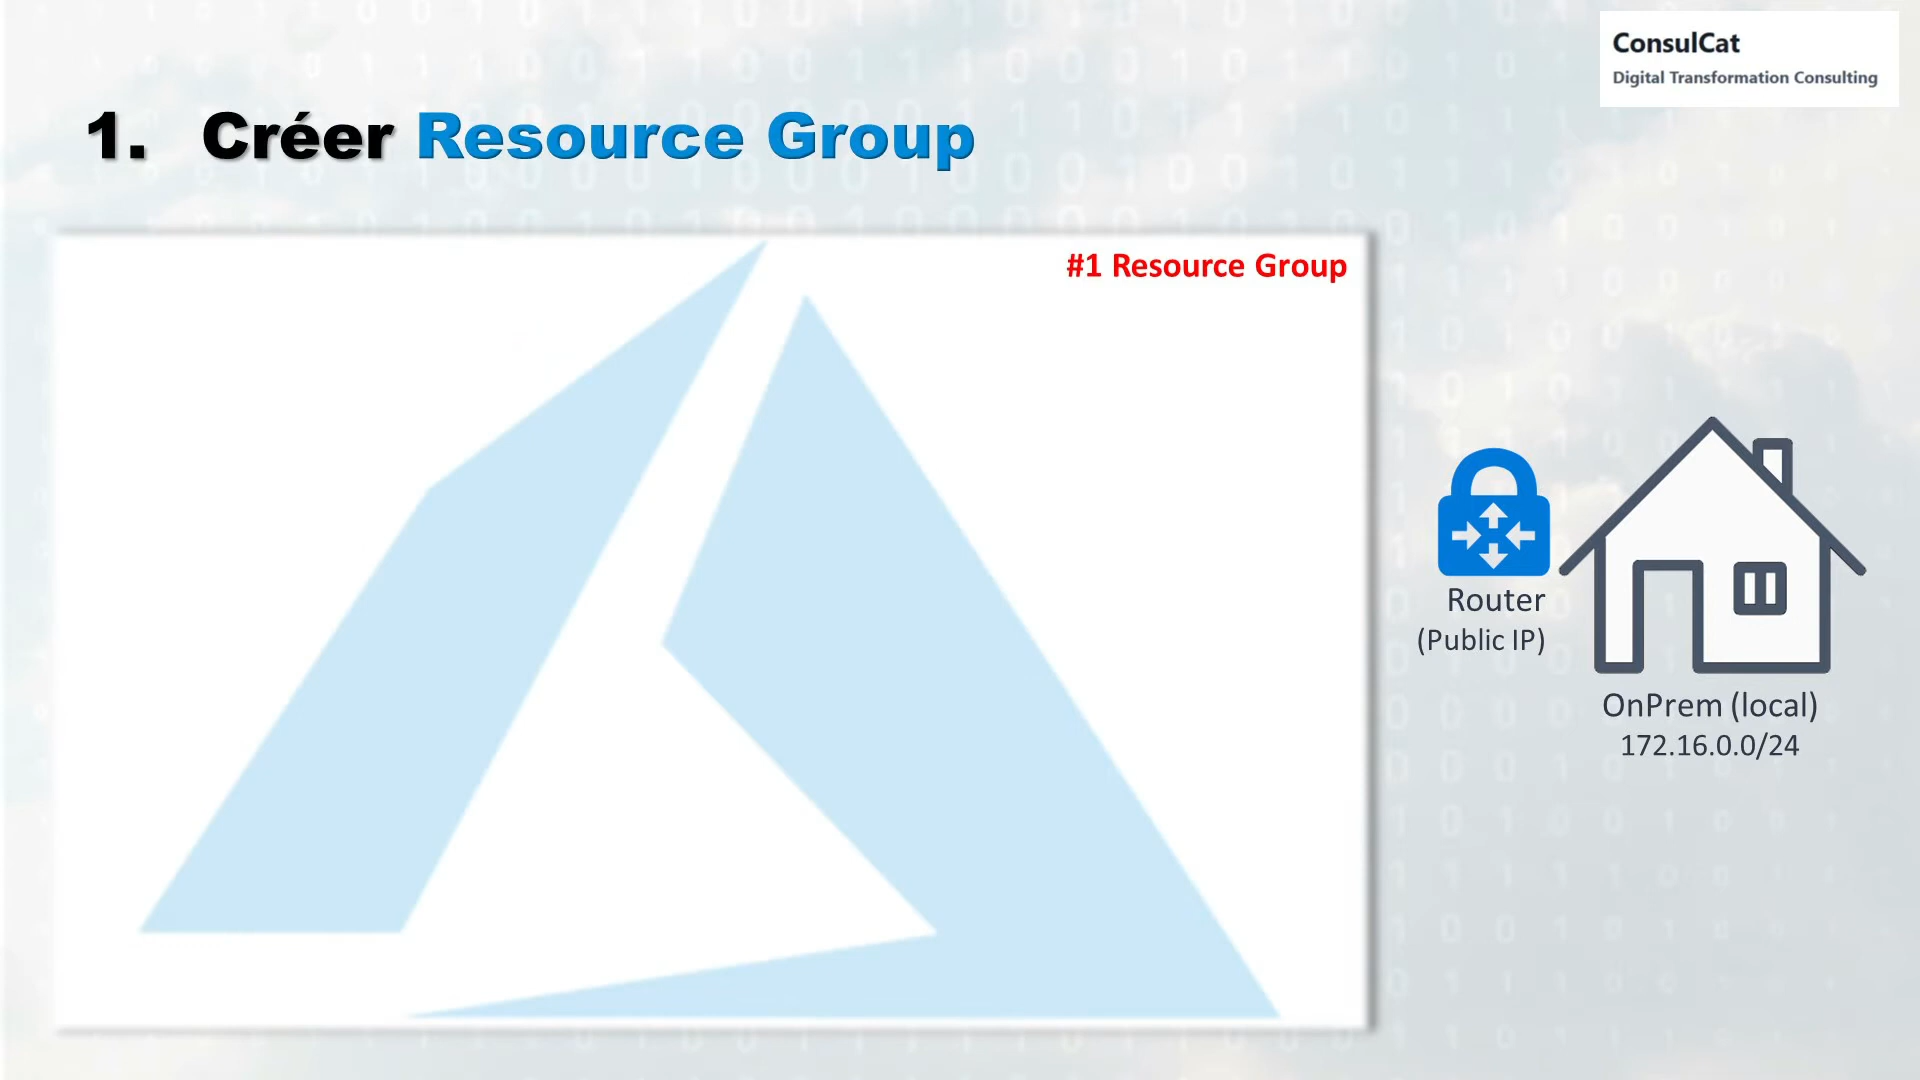 ConsulCat
Digital Transformation Consulting
1. Créer Resource Group
#1 Resource Group
Router
(Public IP)
OnPrem (local)
172.16.0.0/24